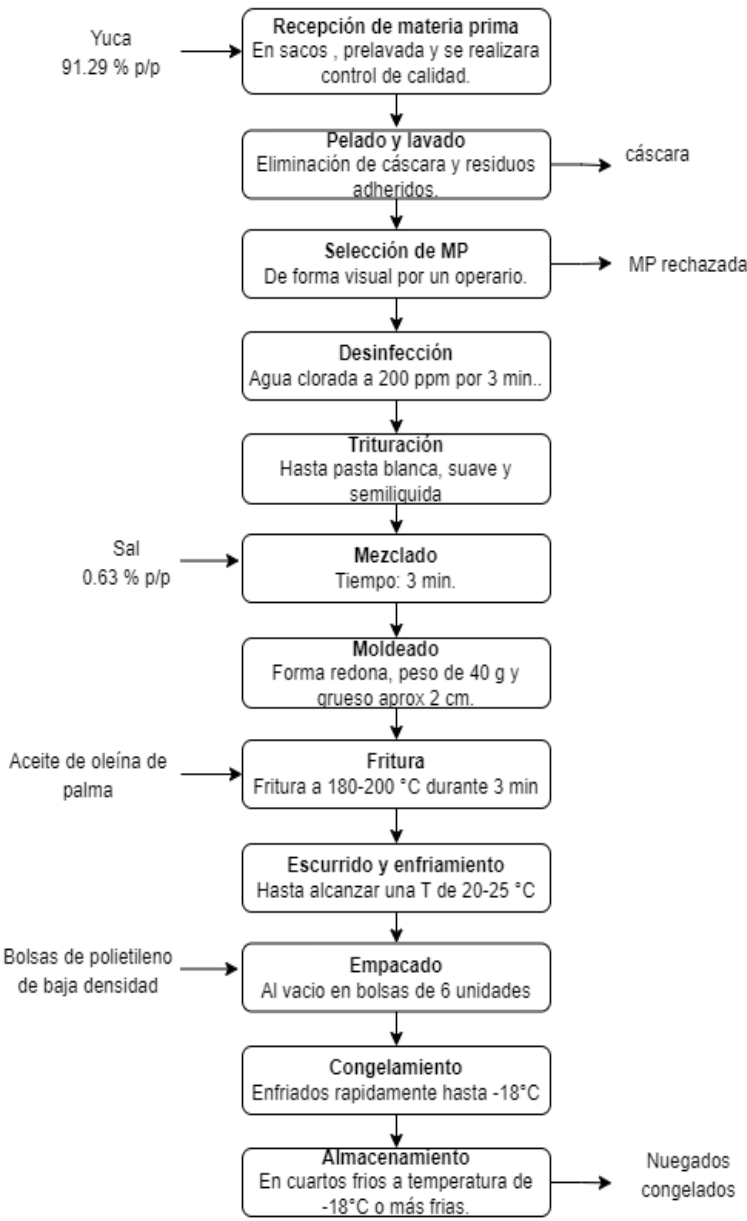 Yuca
91.29 % p/p
Recepción de materia prima
En sacos , prelavada y se realizara
control de calidad.
Pelado y lavado
Eliminación de cáscara y residuos
adheridos.
cáscara
Selección de MP
De forma visual por un operario.
MP rechazada
Desinfección
Agua clorada a 200 ppm por 3 min..
Trituración
Hasta pasta blanca, suave y
semiliquida
Sal
0.63 % p/p
Mezclado
Tiempo: 3 min.
Moldeado
Forma redona, peso de 40 g y
grueso aprox 2 cm.
Aceite de oleína de
palma
Fritura
Fritura a 180-200 °C durante 3 min
Escurrido y enfriamiento
Hasta alcanzar una T de 20-25 °C
Bolsas de polietileno
de baja densidad
Empacado
Al vacio en bolsas de 6 unidades
Congelamiento
Enfriados rapidamente hasta -18°C
Almacenamiento
En cuartos frios a temperatura de
-18°C o más frias.
Nuegados
congelados